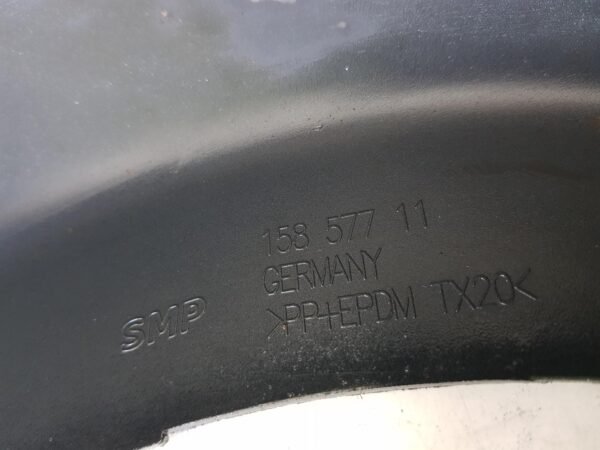 158 577 11
GERMANY
>PP+EPDM TX20<
SMP